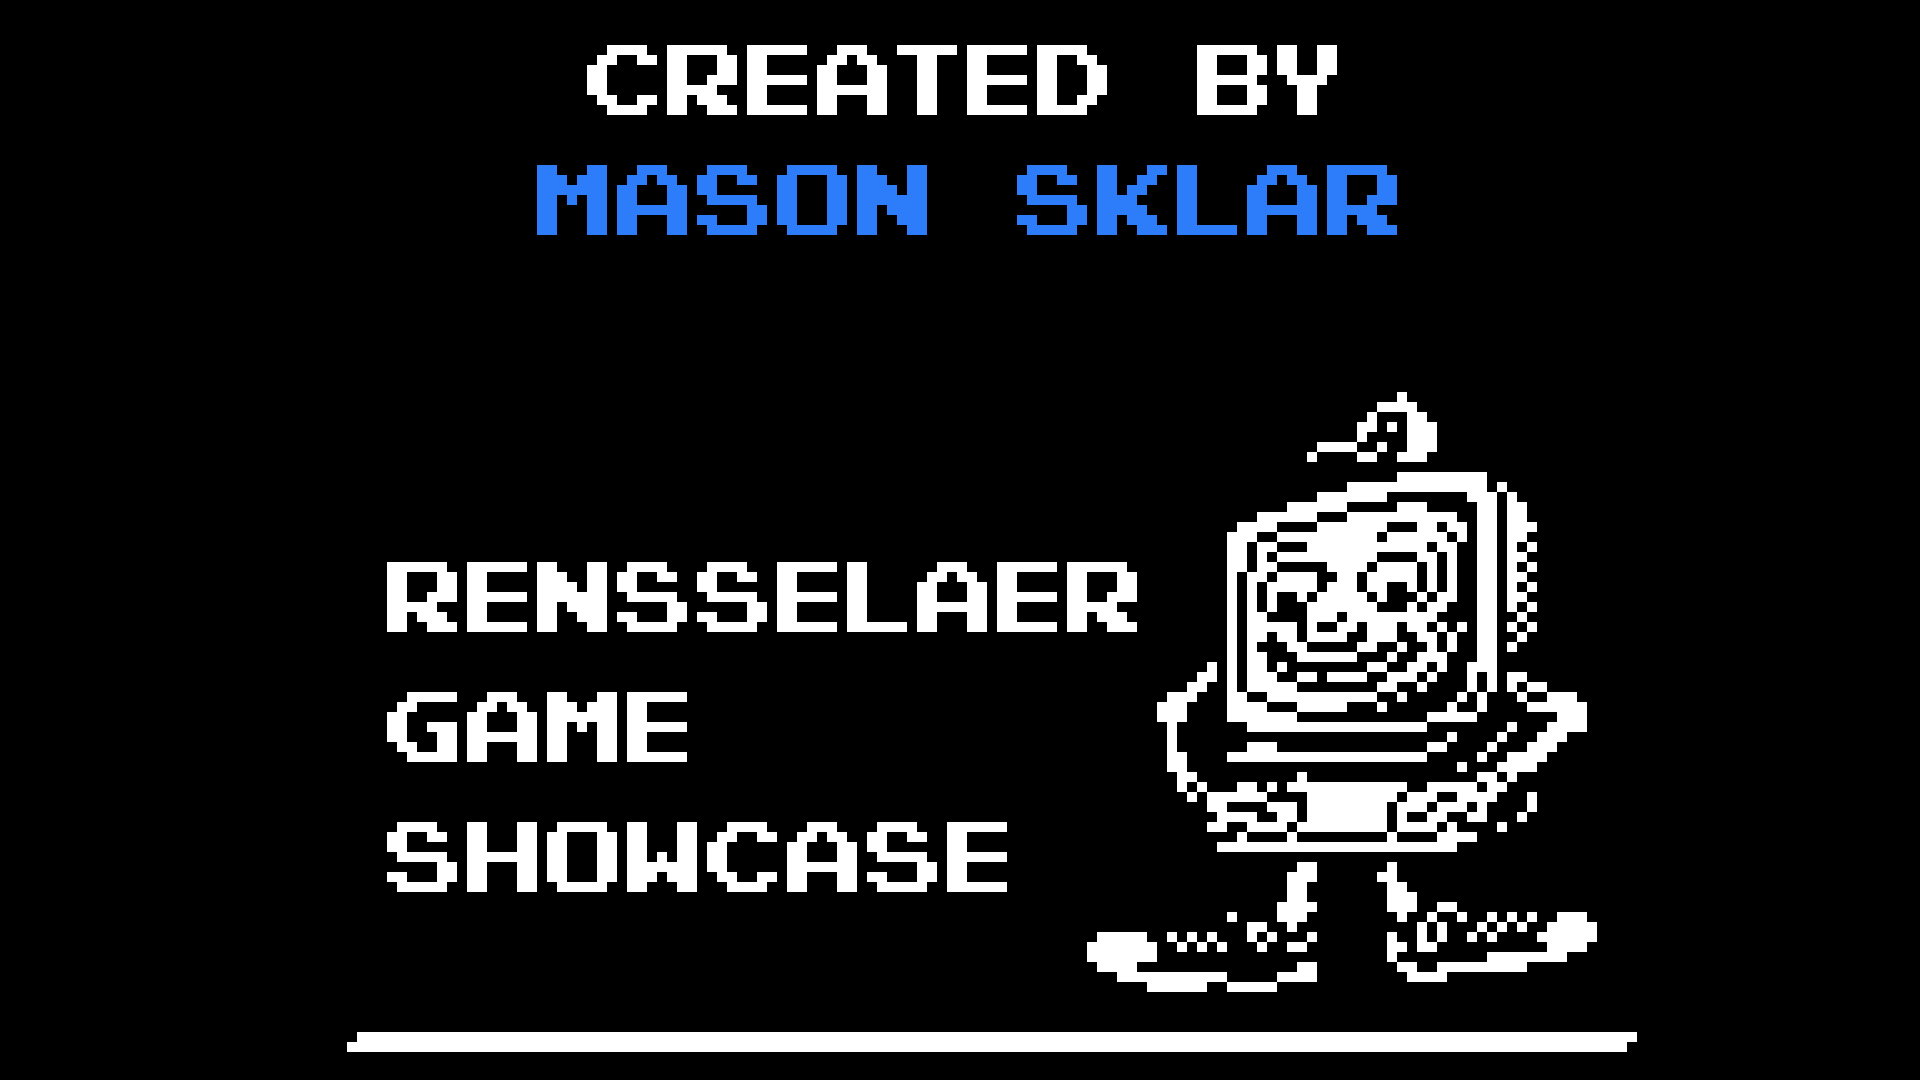 CREATED BY
MASON SKLAR
RENSSELAER
GAME
SHOWCASE